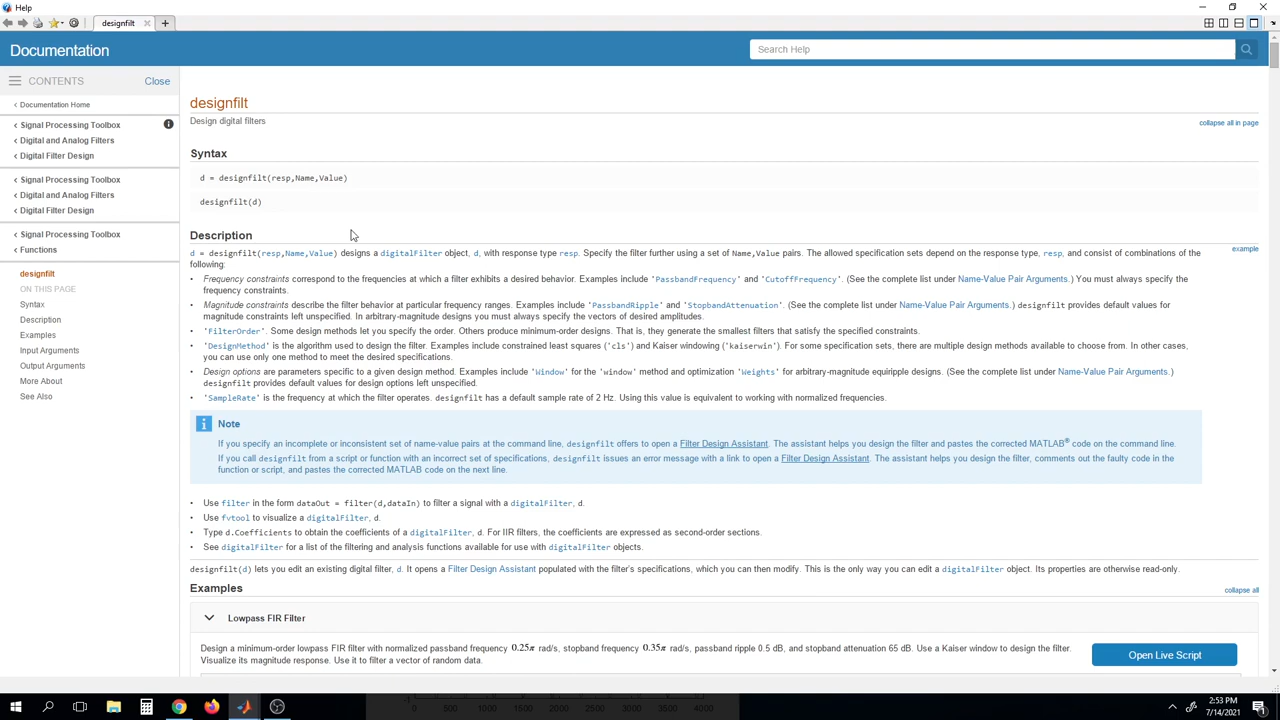 Help
designfilt
Documentation
Search Help
CONTENTS
Close
Documentation Home
Signal Processing Toolbox
Digital and Analog Filters
Digital Filter Design
Signal Processing Toolbox
Digital and Analog Filters
Digital Filter Design
Signal Processing Toolbox
Functions
designfilt
ON THIS PAGE
Syntax
Description
Examples
Input Arguments
Output Arguments
More About
See Also
designfilt
Design digital filters
collapse all in page
Syntax
d = designfilt(resp,Name,Value)
designfilt(d)
Description
example
d = designfilt(resp,Name,Value) designs a digitalFilter object, d, with response type resp. Specify the filter further using a set of Name,Value pairs. The allowed specification sets depend on the response type, resp, and consist of combinations of the
following:
• Frequency constraints correspond to the frequencies at which a filter exhibits a desired behavior. Examples include 'PassbandFrequency' and 'CutoffFrequency'. (See the complete list under Name-Value Pair Arguments.) You must always specify the
frequency constraints.
• Magnitude constraints describe the filter behavior at particular frequency ranges. Examples include 'PassbandRipple' and 'StopbandAttenuation'. (See the complete list under Name-Value Pair Arguments.) designfilt provides default values for
magnitude constraints left unspecified. In arbitrary-magnitude designs you must always specify the vectors of desired amplitudes.
• 'FilterOrder'. Some design methods let you specify the order. Others produce minimum-order designs. That is, they generate the smallest filters that satisfy the specified constraints.
• 'DesignMethod' is the algorithm used to design the filter. Examples include constrained least squares ('cls') and Kaiser windowing ('kaiserwin'). For some specification sets, there are multiple design methods available to choose from. In other cases,
you can use only one method to meet the desired specifications.
• Design options are parameters specific to a given design method. Examples include 'Window' for the 'window' method and optimization 'Weights' for arbitrary-magnitude equiripple designs. (See the complete list under Name-Value Pair Arguments.)
designfilt provides default values for design options left unspecified.
• 'SampleRate' is the frequency at which the filter operates. designfilt has a default sample rate of 2 Hz. Using this value is equivalent to working with normalized frequencies.
Note
If you specify an incomplete or inconsistent set of name-value pairs at the command line, designfilt offers to open a Filter Design Assistant. The assistant helps you design the filter and pastes the corrected MATLAB® code on the command line.
If you call designfilt from a script or function with an incorrect set of specifications, designfilt issues an error message with a link to open a Filter Design Assistant. The assistant helps you design the filter, comments out the faulty code in the
function or script, and pastes the corrected MATLAB code on the next line.
• Use filter in the form dataOut = filter(d,dataIn) to filter a signal with a digitalFilter, d.
• Use fvtool to visualize a digitalFilter, d.
• Type d.Coefficients to obtain the coefficients of a digitalFilter, d. For IIR filters, the coefficients are expressed as second-order sections.
• See digitalFilter for a list of the filtering and analysis functions available for use with digitalFilter objects.
designfilt(d) lets you edit an existing digital filter, d. It opens a Filter Design Assistant populated with the filter's specifications, which you can then modify. This is the only way you can edit a digitalFilter object. Its properties are otherwise read-only.
Examples
collapse all
Lowpass FIR Filter
Design a minimum-order lowpass FIR filter with normalized passband frequency 0.25π rad/s, stopband frequency 0.35π rad/s, passband ripple 0.5 dB, and stopband attenuation 65 dB. Use a Kaiser window to design the filter.
Visualize its magnitude response. Use it to filter a vector of random data.
Open Live Script
-1
0 500 1000 1500 2000 2500 3000 3500 4000
2:53 PM
7/14/2021